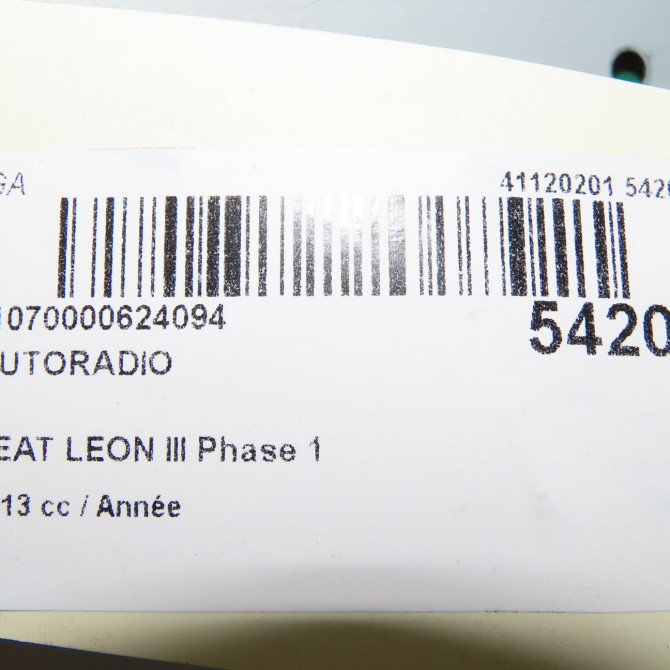 GA 41120201 5420
1070000624094 5420
UTORADIO
EAT LEON III Phase 1
13 cc / Année